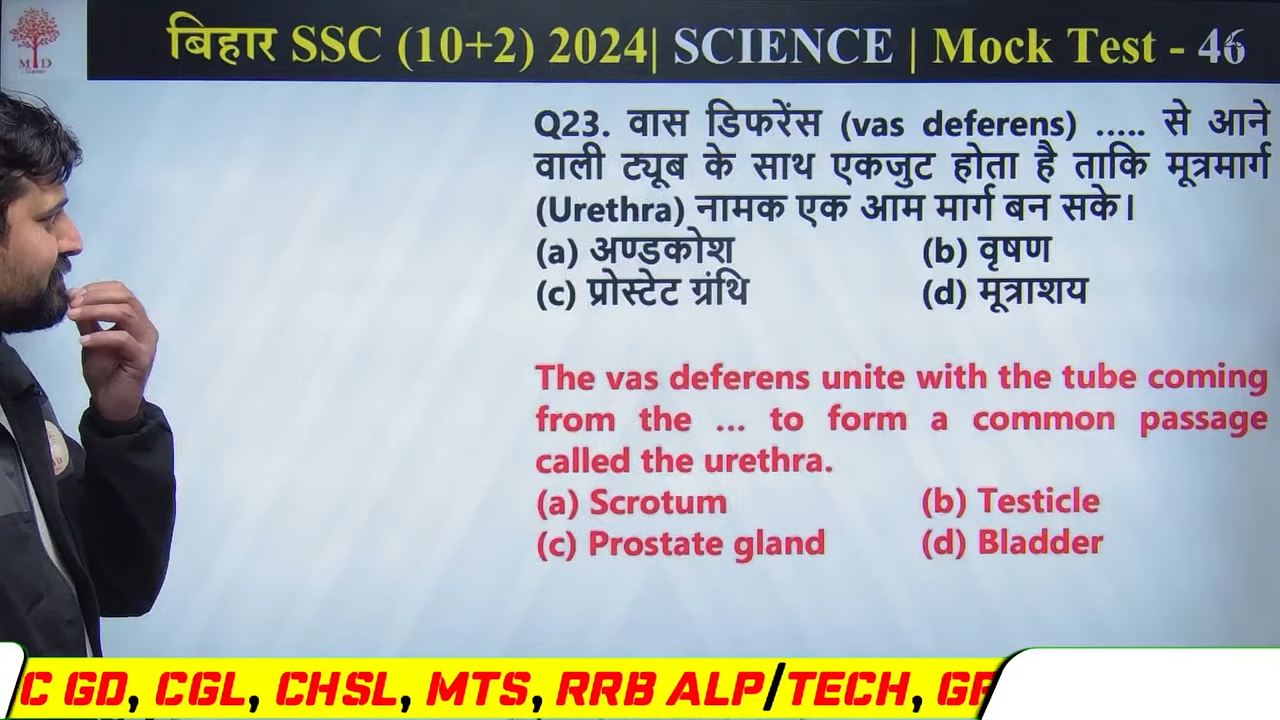 बिहार SSC (10+2) 2024| SCIENCE | Mock Test - 46
Q23. वास डिफरेंस (vas deferens) ..... से आने
वाली ट्यूब के साथ एकजुट होता है ताकि मूत्रमार्ग
(Urethra) नामक एक आम मार्ग बन सके।
(a) अण्डकोश (b) वृषण
(c) प्रोस्टेट ग्रंथि (d) मूत्राशय
The vas deferens unite with the tube coming
from the ... to form a common passage
called the urethra.
(a) Scrotum (b) Testicle
(c) Prostate gland (d) Bladder
C GD, CGL, CHSL, MTS, RRB ALP/TECH,